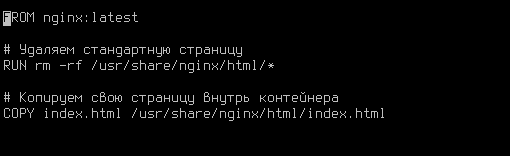 FROM nginx:latest
# Удаляем стандартную страницу
RUN rm -rf /usr/share/nginx/html/*
# Копируем свою страницу внутрь контейнера
COPY index.html /usr/share/nginx/html/index.html